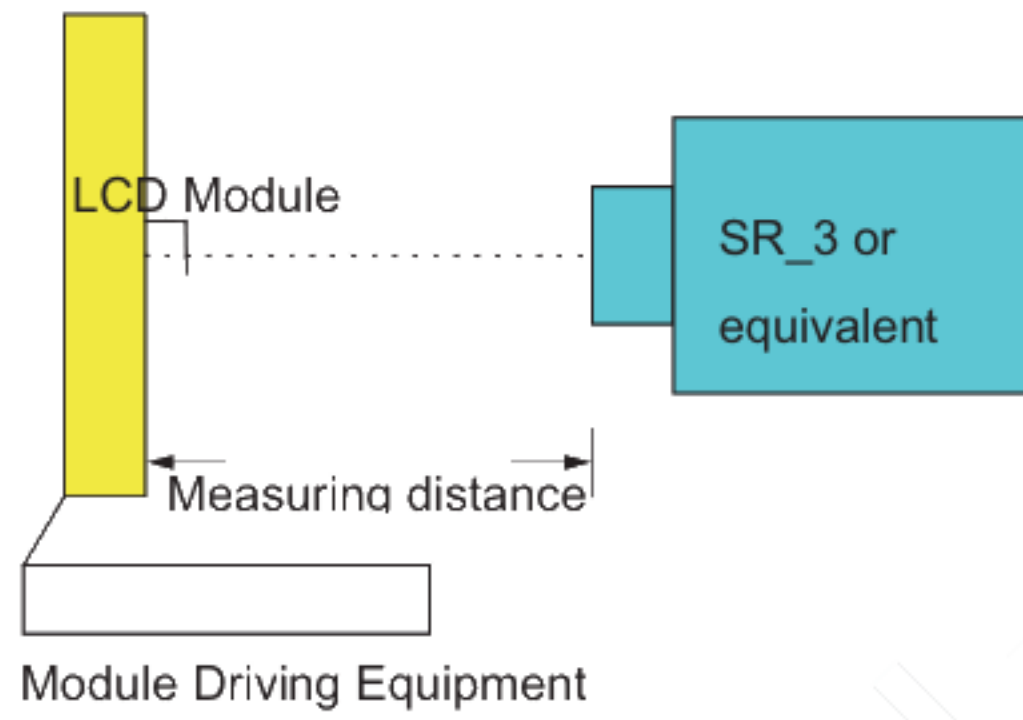 LCD Module
SR_3 or
equivalent
Measuring distance
Module Driving Equipment